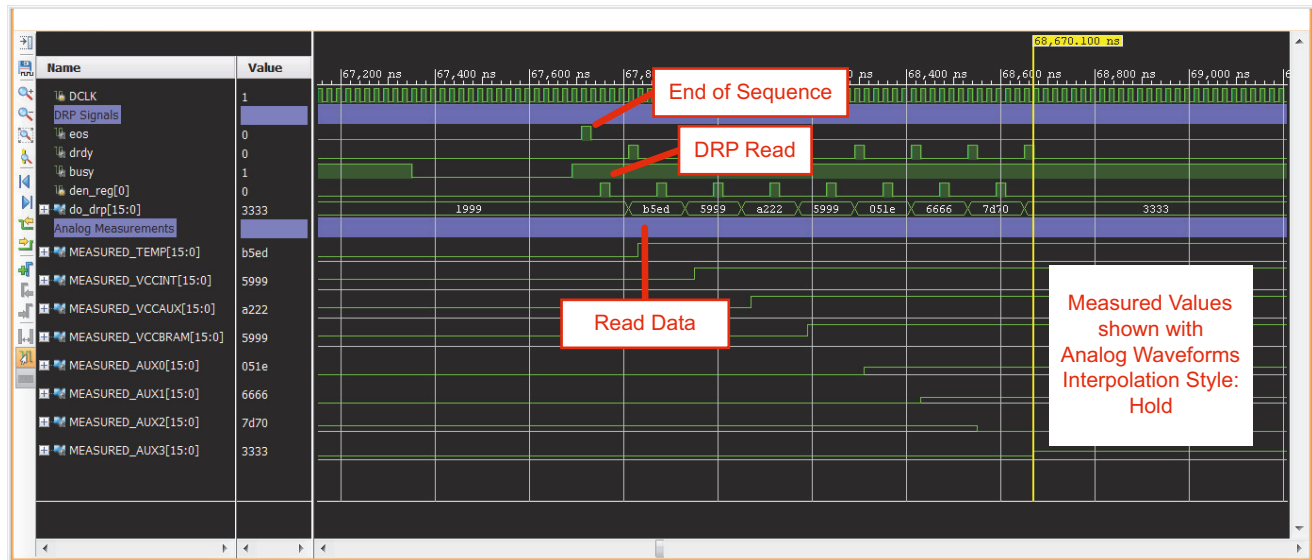 68,670.100 ns
Name Value
67,200 ns 67,400 ns 67,600 ns 67,8 0 ns 68,400 ns 68,600 ns 68,800 ns 69,000 ns 6
DCLK 1
End of Sequence
DRP Signals
eos 0
drdy 0
DRP Read
busy 1
den_reg[0] 0
do_drp[15:0] 3333 1999 b5ed 5999 a222 5999 051e 6666 7d70 3333
Analog Measurements
MEASURED_TEMP[15:0] b5ed
MEASURED_VCCINT[15:0] 5999
MEASURED_VCCAUX[15:0] a222
Read Data
MEASURED_VCCBRAM[15:0] 5999
MEASURED_AUX0[15:0] 051e
MEASURED_AUX1[15:0] 6666
MEASURED_AUX2[15:0] 7d70
MEASURED_AUX3[15:0] 3333
Measured Values
shown with
Analog Waveforms
Interpolation Style:
Hold